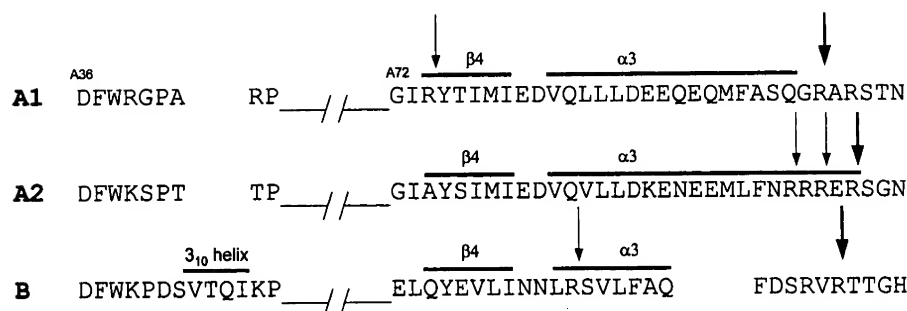 β4 α3
A36 A72
A1 DFWRGPA RP GIRYTIMIEDVQLLLDEEQEQMFASQGRARSTN
β4 α3
A2 DFWKSPT TP GIAYSIMIEDVQVLLDKENEEMLFNRRRERSGN
3₁₀ helix β4 α3
B DFWKPDSVTQIKP ELQYEVLINNLRSVLFAQ FDSRVRTTGH